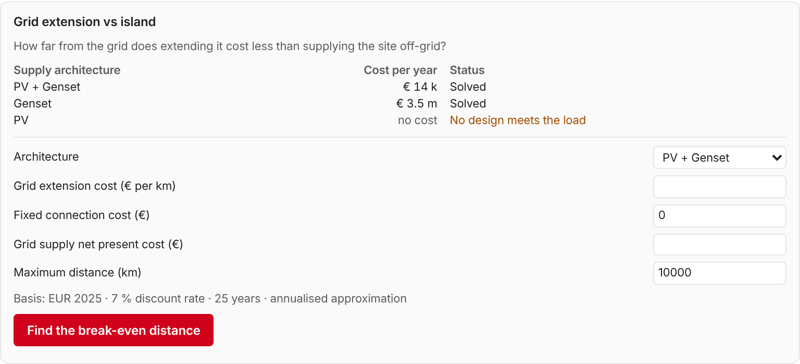 Grid extension vs island
How far from the grid does extending it cost less than supplying the site off-grid?
Supply architecture Cost per year Status
PV + Genset € 14 k Solved
Genset € 3.5 m Solved
PV no cost No design meets the load
Architecture PV + Genset
Grid extension cost (€ per km)
Fixed connection cost (€) 0
Grid supply net present cost (€)
Maximum distance (km) 10000
Basis: EUR 2025 · 7 % discount rate · 25 years · annualised approximation
Find the break-even distance